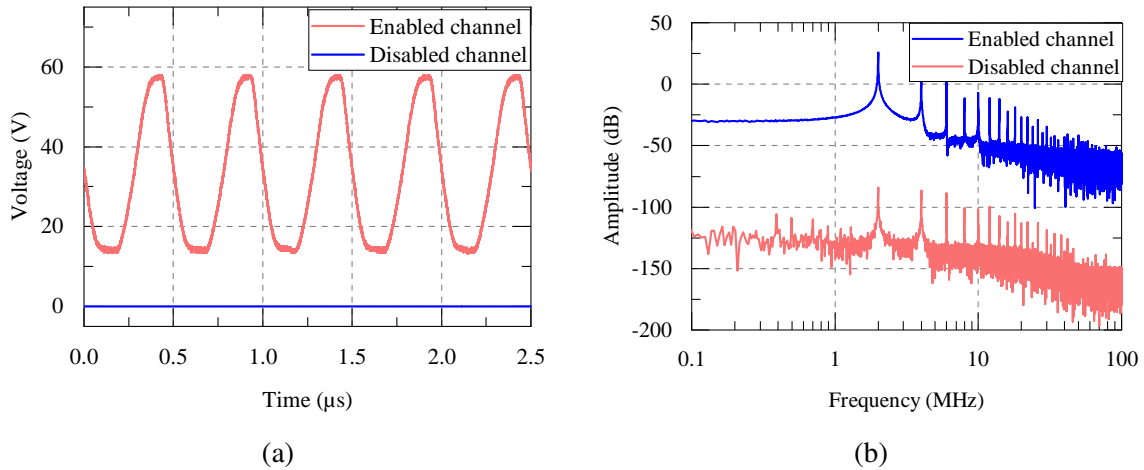 Enabled channel
Disabled channel
60
40
20
0
Voltage (V)
0.0 0.5 1.0 1.5 2.0 2.5
Time (µs)
(a)
Enabled channel
Disabled channel
50
0
-50
-100
-150
-200
Amplitude (dB)
0.1 1 10 100
Frequency (MHz)
(b)